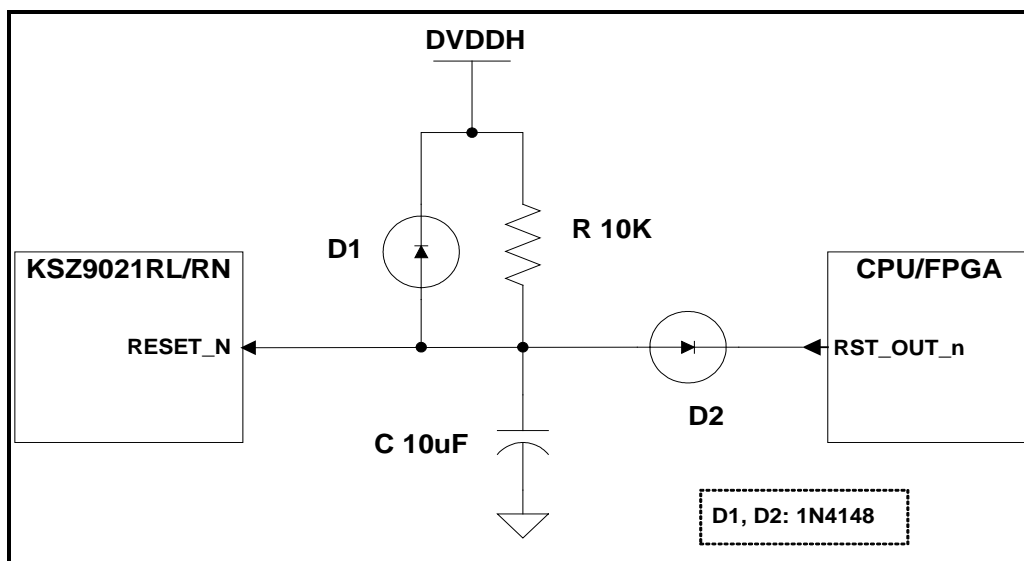 DVDDH
D1
R 10K
KSZ9021RL/RN
CPU/FPGA
RESET_N
RST_OUT_n
D2
C 10uF
D1, D2: 1N4148